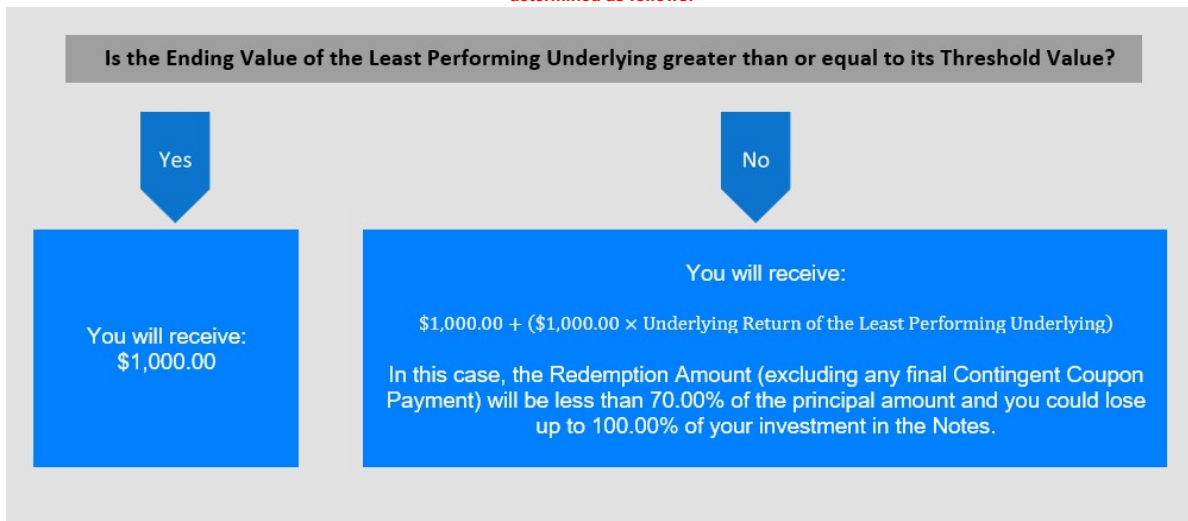 determined as follows:
Is the Ending Value of the Least Performing Underlying greater than or equal to its Threshold Value?
Yes
No
You will receive:
$1,000.00
You will receive:
$1,000.00 + ($1,000.00 × Underlying Return of the Least Performing Underlying)
In this case, the Redemption Amount (excluding any final Contingent Coupon
Payment) will be less than 70.00% of the principal amount and you could lose
up to 100.00% of your investment in the Notes.